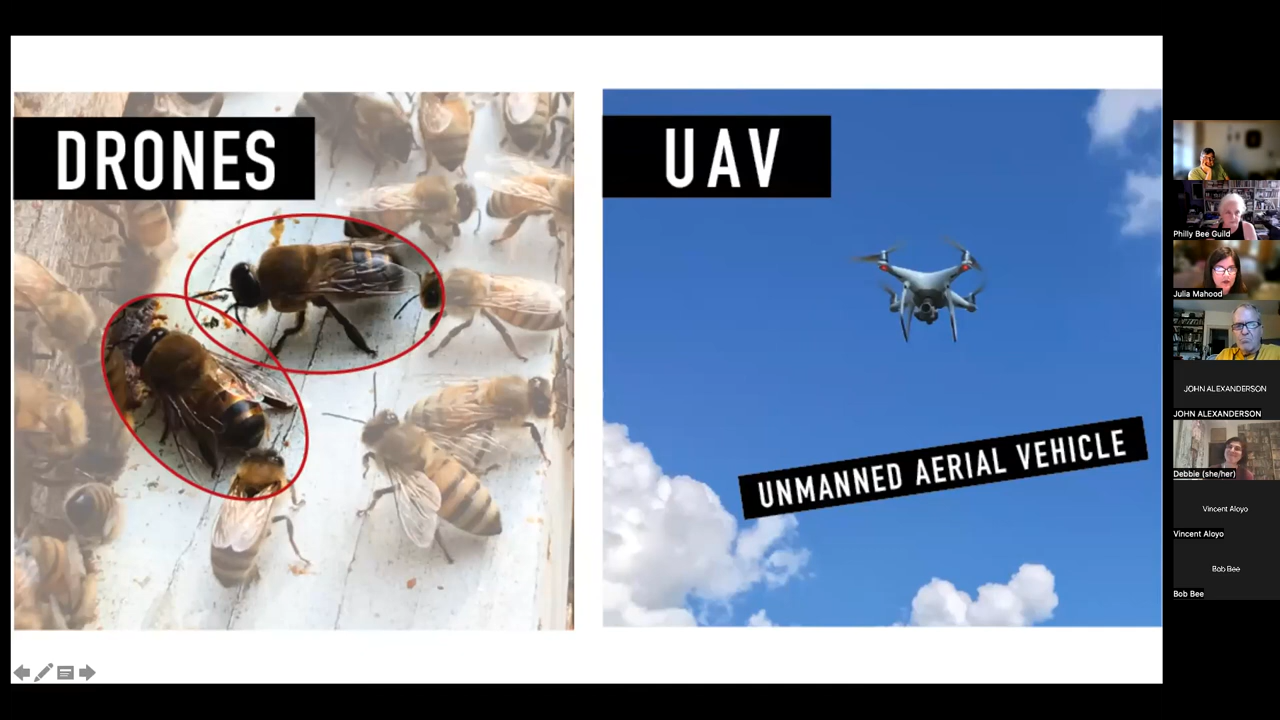 DRONES
UAV
UNMANNED AERIAL VEHICLE
Philly Bee Guild
Julia Mahood
JOHN ALEXANDERSON
JOHN ALEXANDERSON
Debbie (she/her)
Vincent Aloyo
Vincent Aloyo
Bob Bee
Bob Bee